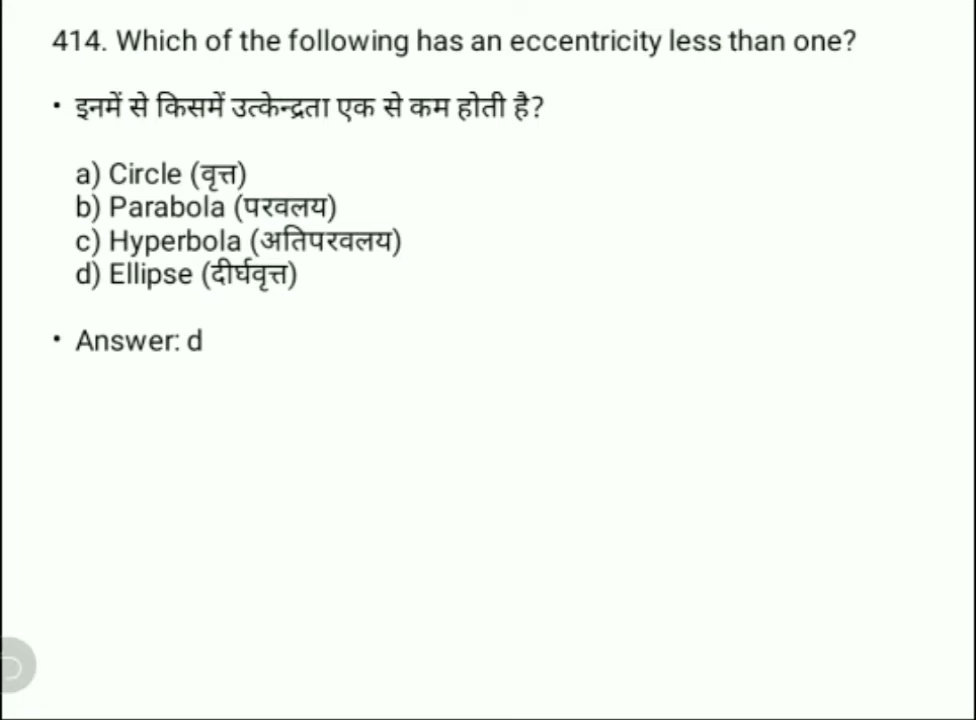 414. Which of the following has an eccentricity less than one?
• इनमें से किसमें उत्केन्द्रता एक से कम होती है?
a) Circle (वृत्त)
b) Parabola (परवलय)
c) Hyperbola (अतिपरवलय)
d) Ellipse (दीर्घवृत्त)
• Answer: d